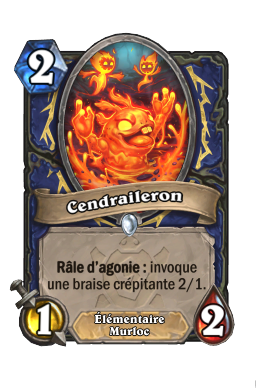 2
Cendraileron
Râle d'agonie : invoque
une braise crépitante 2/1.
1
Élémentaire
Murloc
2